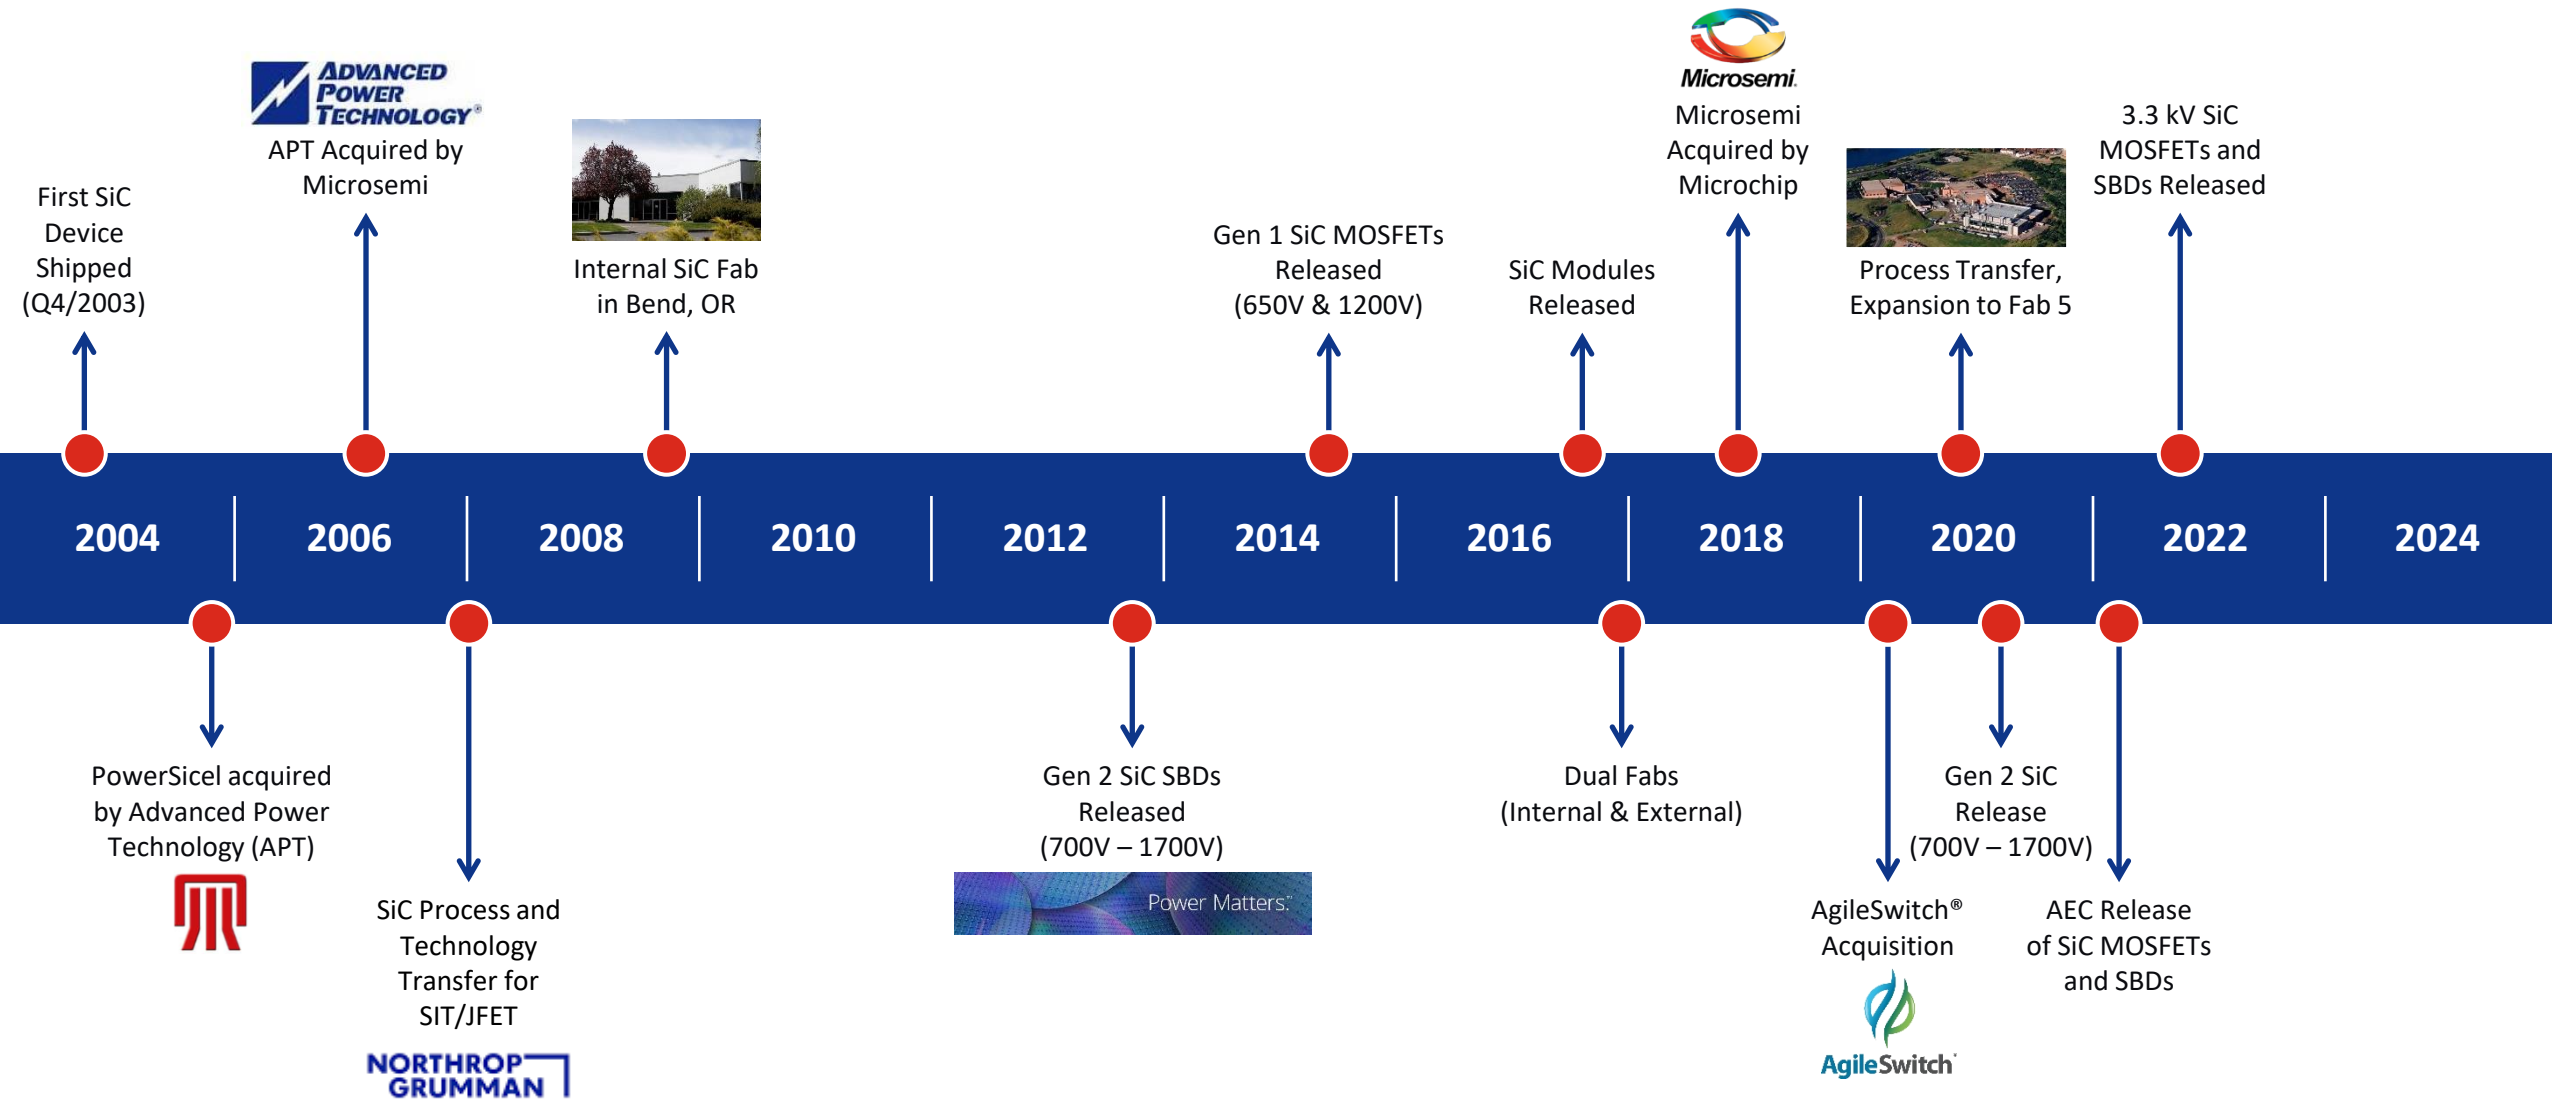 First SiC
Device
Shipped
(Q4/2003)
ADVANCED
POWER
TECHNOLOGY®
APT Acquired by
Microsemi
Internal SiC Fab
in Bend, OR
Gen 1 SiC MOSFETs
Released
(650V & 1200V)
SiC Modules
Released
Microsemi.
Microsemi
Acquired by
Microchip
Process Transfer,
Expansion to Fab 5
3.3 kV SiC
MOSFETs and
SBDs Released
2004
2006
2008
2010
2012
2014
2016
2018
2020
2022
2024
PowerSicel acquired
by Advanced Power
Technology (APT)
SiC Process and
Technology
Transfer for
SIT/JFET
NORTHROP
GRUMMAN
Gen 2 SiC SBDs
Released
(700V – 1700V)
Power Matters.™
Dual Fabs
(Internal & External)
AgileSwitch®
Acquisition
AgileSwitch
Gen 2 SiC
Release
(700V – 1700V)
AEC Release
of SiC MOSFETs
and SBDs